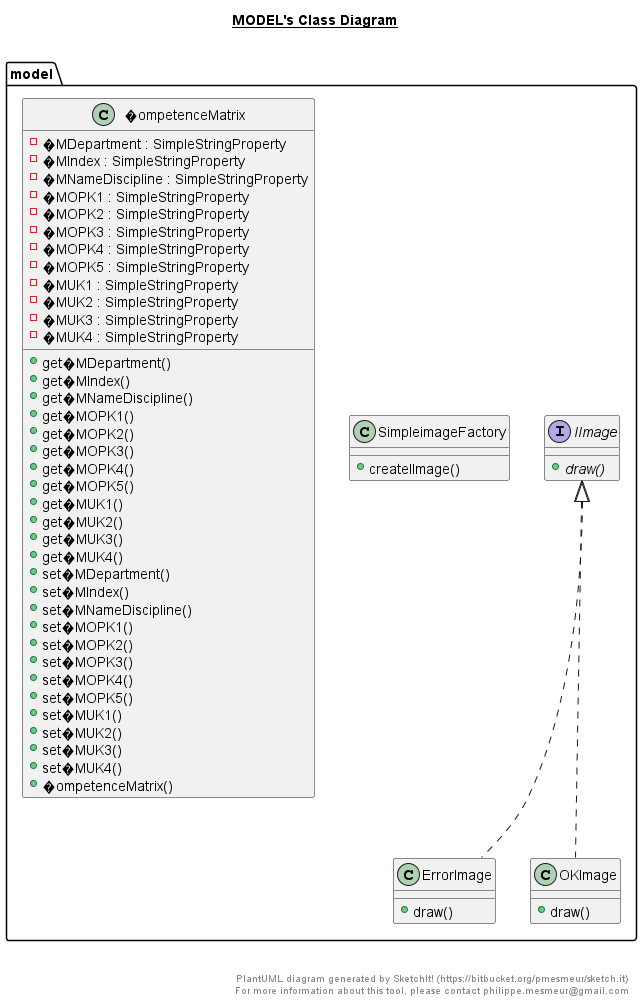 MODEL's Class Diagram
model
C �ompetenceMatrix
�MDepartment : SimpleStringProperty
�MIndex : SimpleStringProperty
�MNameDiscipline : SimpleStringProperty
�MOPK1 : SimpleStringProperty
�MOPK2 : SimpleStringProperty
�MOPK3 : SimpleStringProperty
�MOPK4 : SimpleStringProperty
�MOPK5 : SimpleStringProperty
�MUK1 : SimpleStringProperty
�MUK2 : SimpleStringProperty
�MUK3 : SimpleStringProperty
�MUK4 : SimpleStringProperty
get�MDepartment()
get�MIndex()
get�MNameDiscipline()
get�MOPK1()
get�MOPK2()
get�MOPK3()
get�MOPK4()
get�MOPK5()
get�MUK1()
get�MUK2()
get�MUK3()
get�MUK4()
set�MDepartment()
set�MIndex()
set�MNameDiscipline()
set�MOPK1()
set�MOPK2()
set�MOPK3()
set�MOPK4()
set�MOPK5()
set�MUK1()
set�MUK2()
set�MUK3()
set�MUK4()
�ompetenceMatrix()
C SimpleimageFactory
createIImage()
I IImage
draw()
C ErrorImage
draw()
C OKImage
draw()
PlantUML diagram generated by SketchIt! (https://bitbucket.org/pmesmeur/sketch.it)
For more information about this tool, please contact philippe.mesmeur@gmail.com